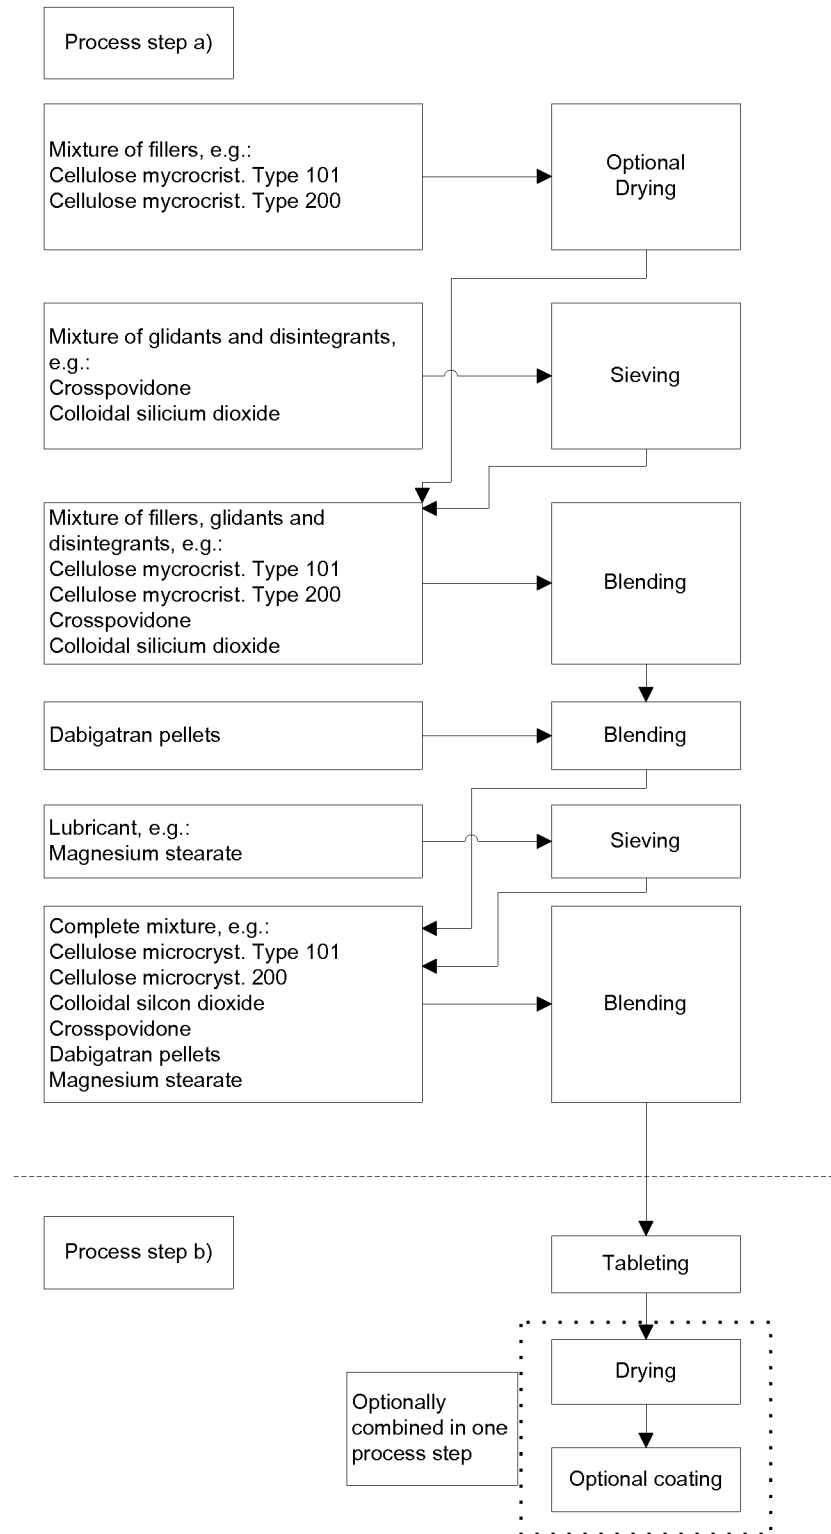 Process step a)
Mixture of fillers, e.g.:
Cellulose mycrocrist. Type 101
Cellulose mycrocrist. Type 200
Optional
Drying
Mixture of glidants and disintegrants,
e.g.:
Crosspovidone
Colloidal silicium dioxide
Sieving
Mixture of fillers, glidants and
disintegrants, e.g.:
Cellulose mycrocrist. Type 101
Cellulose mycrocrist. Type 200
Crosspovidone
Colloidal silicium dioxide
Blending
Dabigatran pellets
Blending
Lubricant, e.g.:
Magnesium stearate
Sieving
Complete mixture, e.g.:
Cellulose microcryst. Type 101
Cellulose microcryst. 200
Colloidal silcon dioxide
Crosspovidone
Dabigatran pellets
Magnesium stearate
Blending
Process step b)
Tableting
Drying
Optionally
combined in one
process step
Optional coating